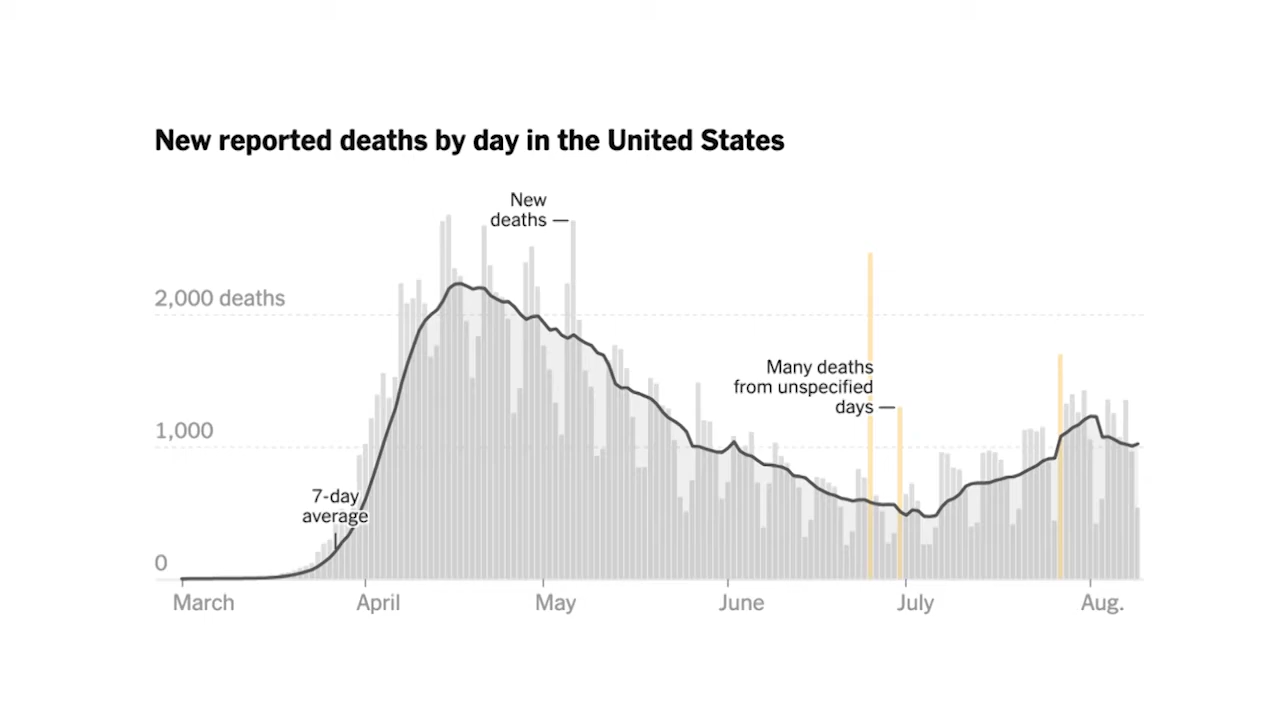 New reported deaths by day in the United States
New
deaths
2,000 deaths
Many deaths
from unspecified
days
1,000
7-day
average
0
March
April
May
June
July
Aug.